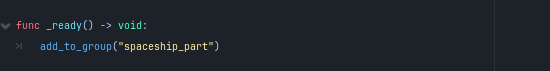 func _ready() -> void:
add_to_group("spaceship_part")